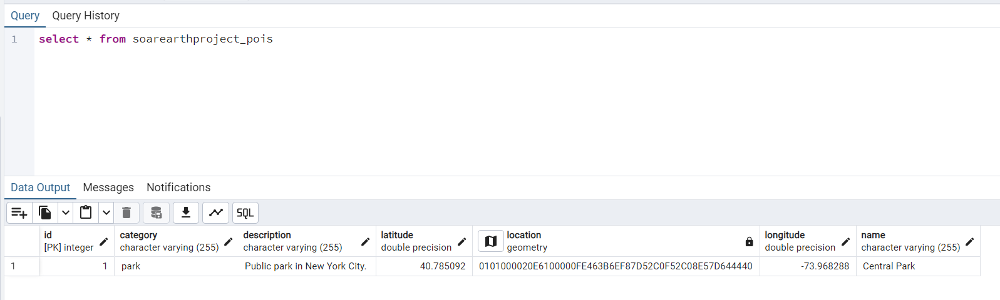 Query Query History
1 select * from soarearthproject_pois
Data Output Messages Notifications
SQL
id category description latitude location longitude name
[PK] integer character varying (255) character varying (255) double precision geometry double precision character varying (255)
1 1 park Public park in New York City. 40.785092 0101000020E6100000FE463B6EF87D52C0F52C08E57D644440 -73.968288 Central Park